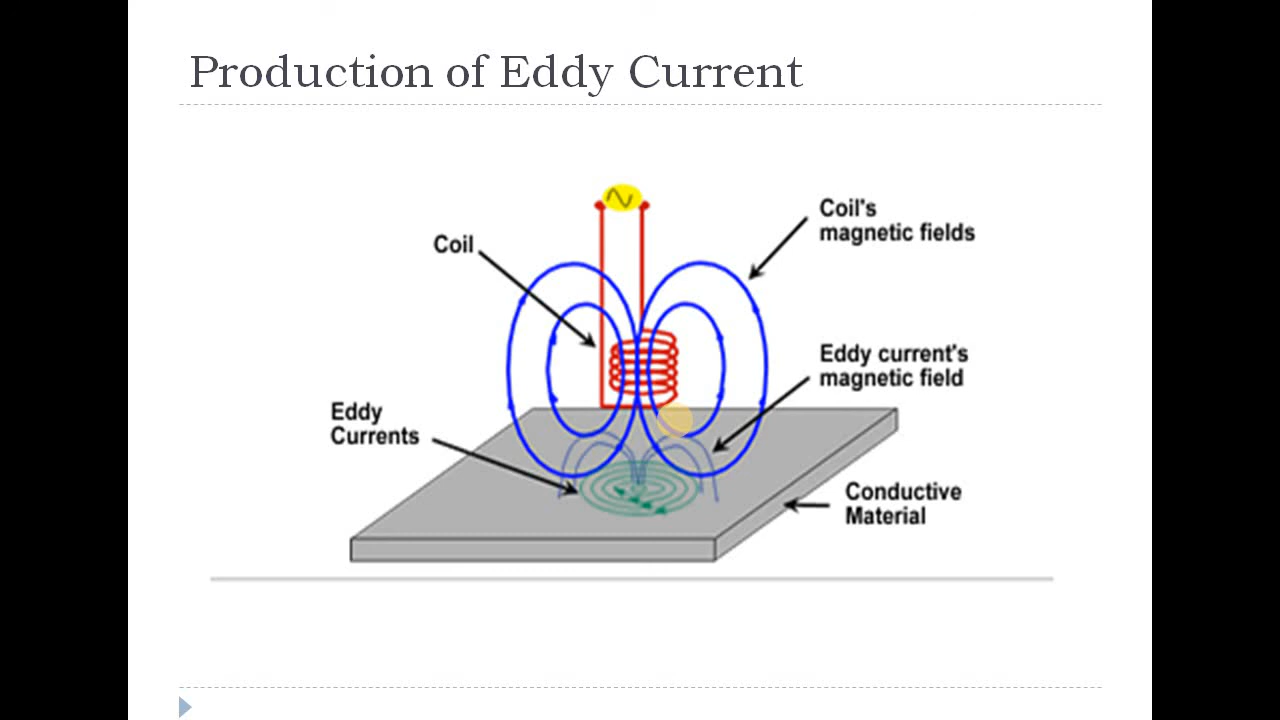 Production of Eddy Current
Coil's
magnetic fields
Coil
Eddy current's
magnetic field
Eddy
Currents
Conductive
Material